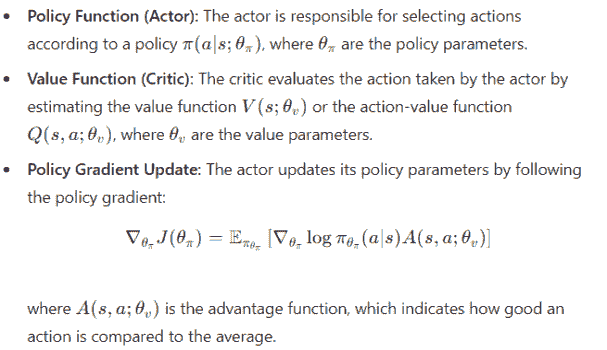 • Policy Function (Actor): The actor is responsible for selecting actions
according to a policy π(a|s; θ_π), where θ_π are the policy parameters.
• Value Function (Critic): The critic evaluates the action taken by the actor by
estimating the value function V(s; θ_v) or the action-value function
Q(s, a; θ_v), where θ_v are the value parameters.
• Policy Gradient Update: The actor updates its policy parameters by following
the policy gradient:
∇_{θ_π} J(θ_π) = 𝔼_{π_{θ_π}} [∇_{θ_π} log π_{θ_π}(a|s) A(s, a; θ_v)]
where A(s, a; θ_v) is the advantage function, which indicates how good an
action is compared to the average.